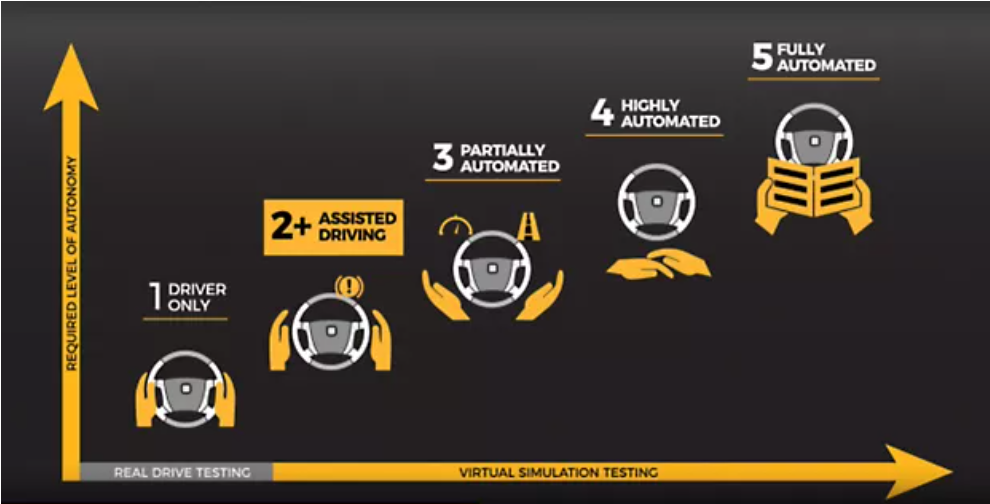 5 FULLY
AUTOMATED
4 HIGHLY
AUTOMATED
3 PARTIALLY
AUTOMATED
2+ ASSISTED
DRIVING
1 DRIVER
ONLY
REQUIRED LEVEL OF AUTONOMY
REAL DRIVE TESTING
VIRTUAL SIMULATION TESTING